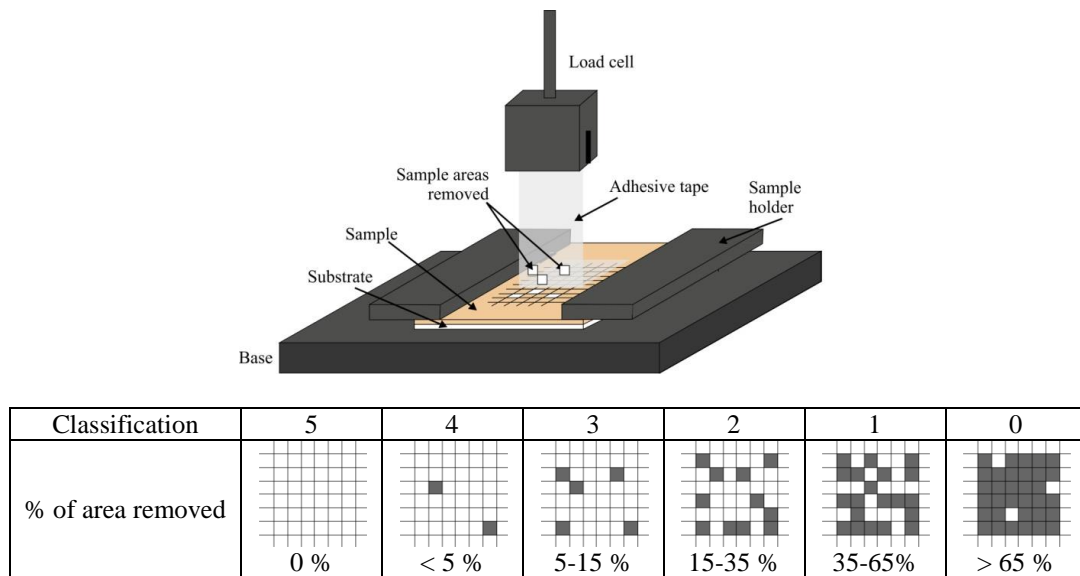 Load cell
Sample areas
removed
Adhesive tape
Sample
holder
Sample
Substrate
Base
Classification 5 4 3 2 1 0
% of area removed
0 % < 5 % 5-15 % 15-35 % 35-65% > 65 %